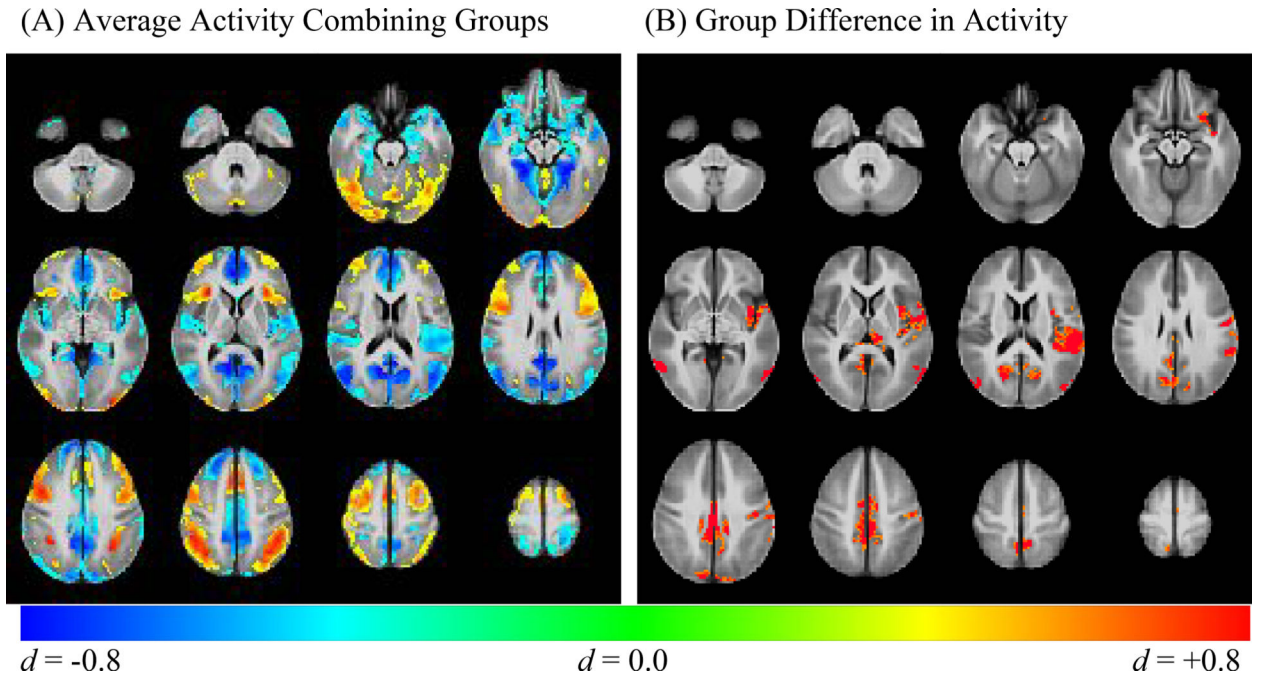 (A) Average Activity Combining Groups
(B) Group Difference in Activity
d = -0.8
d = 0.0
d = +0.8